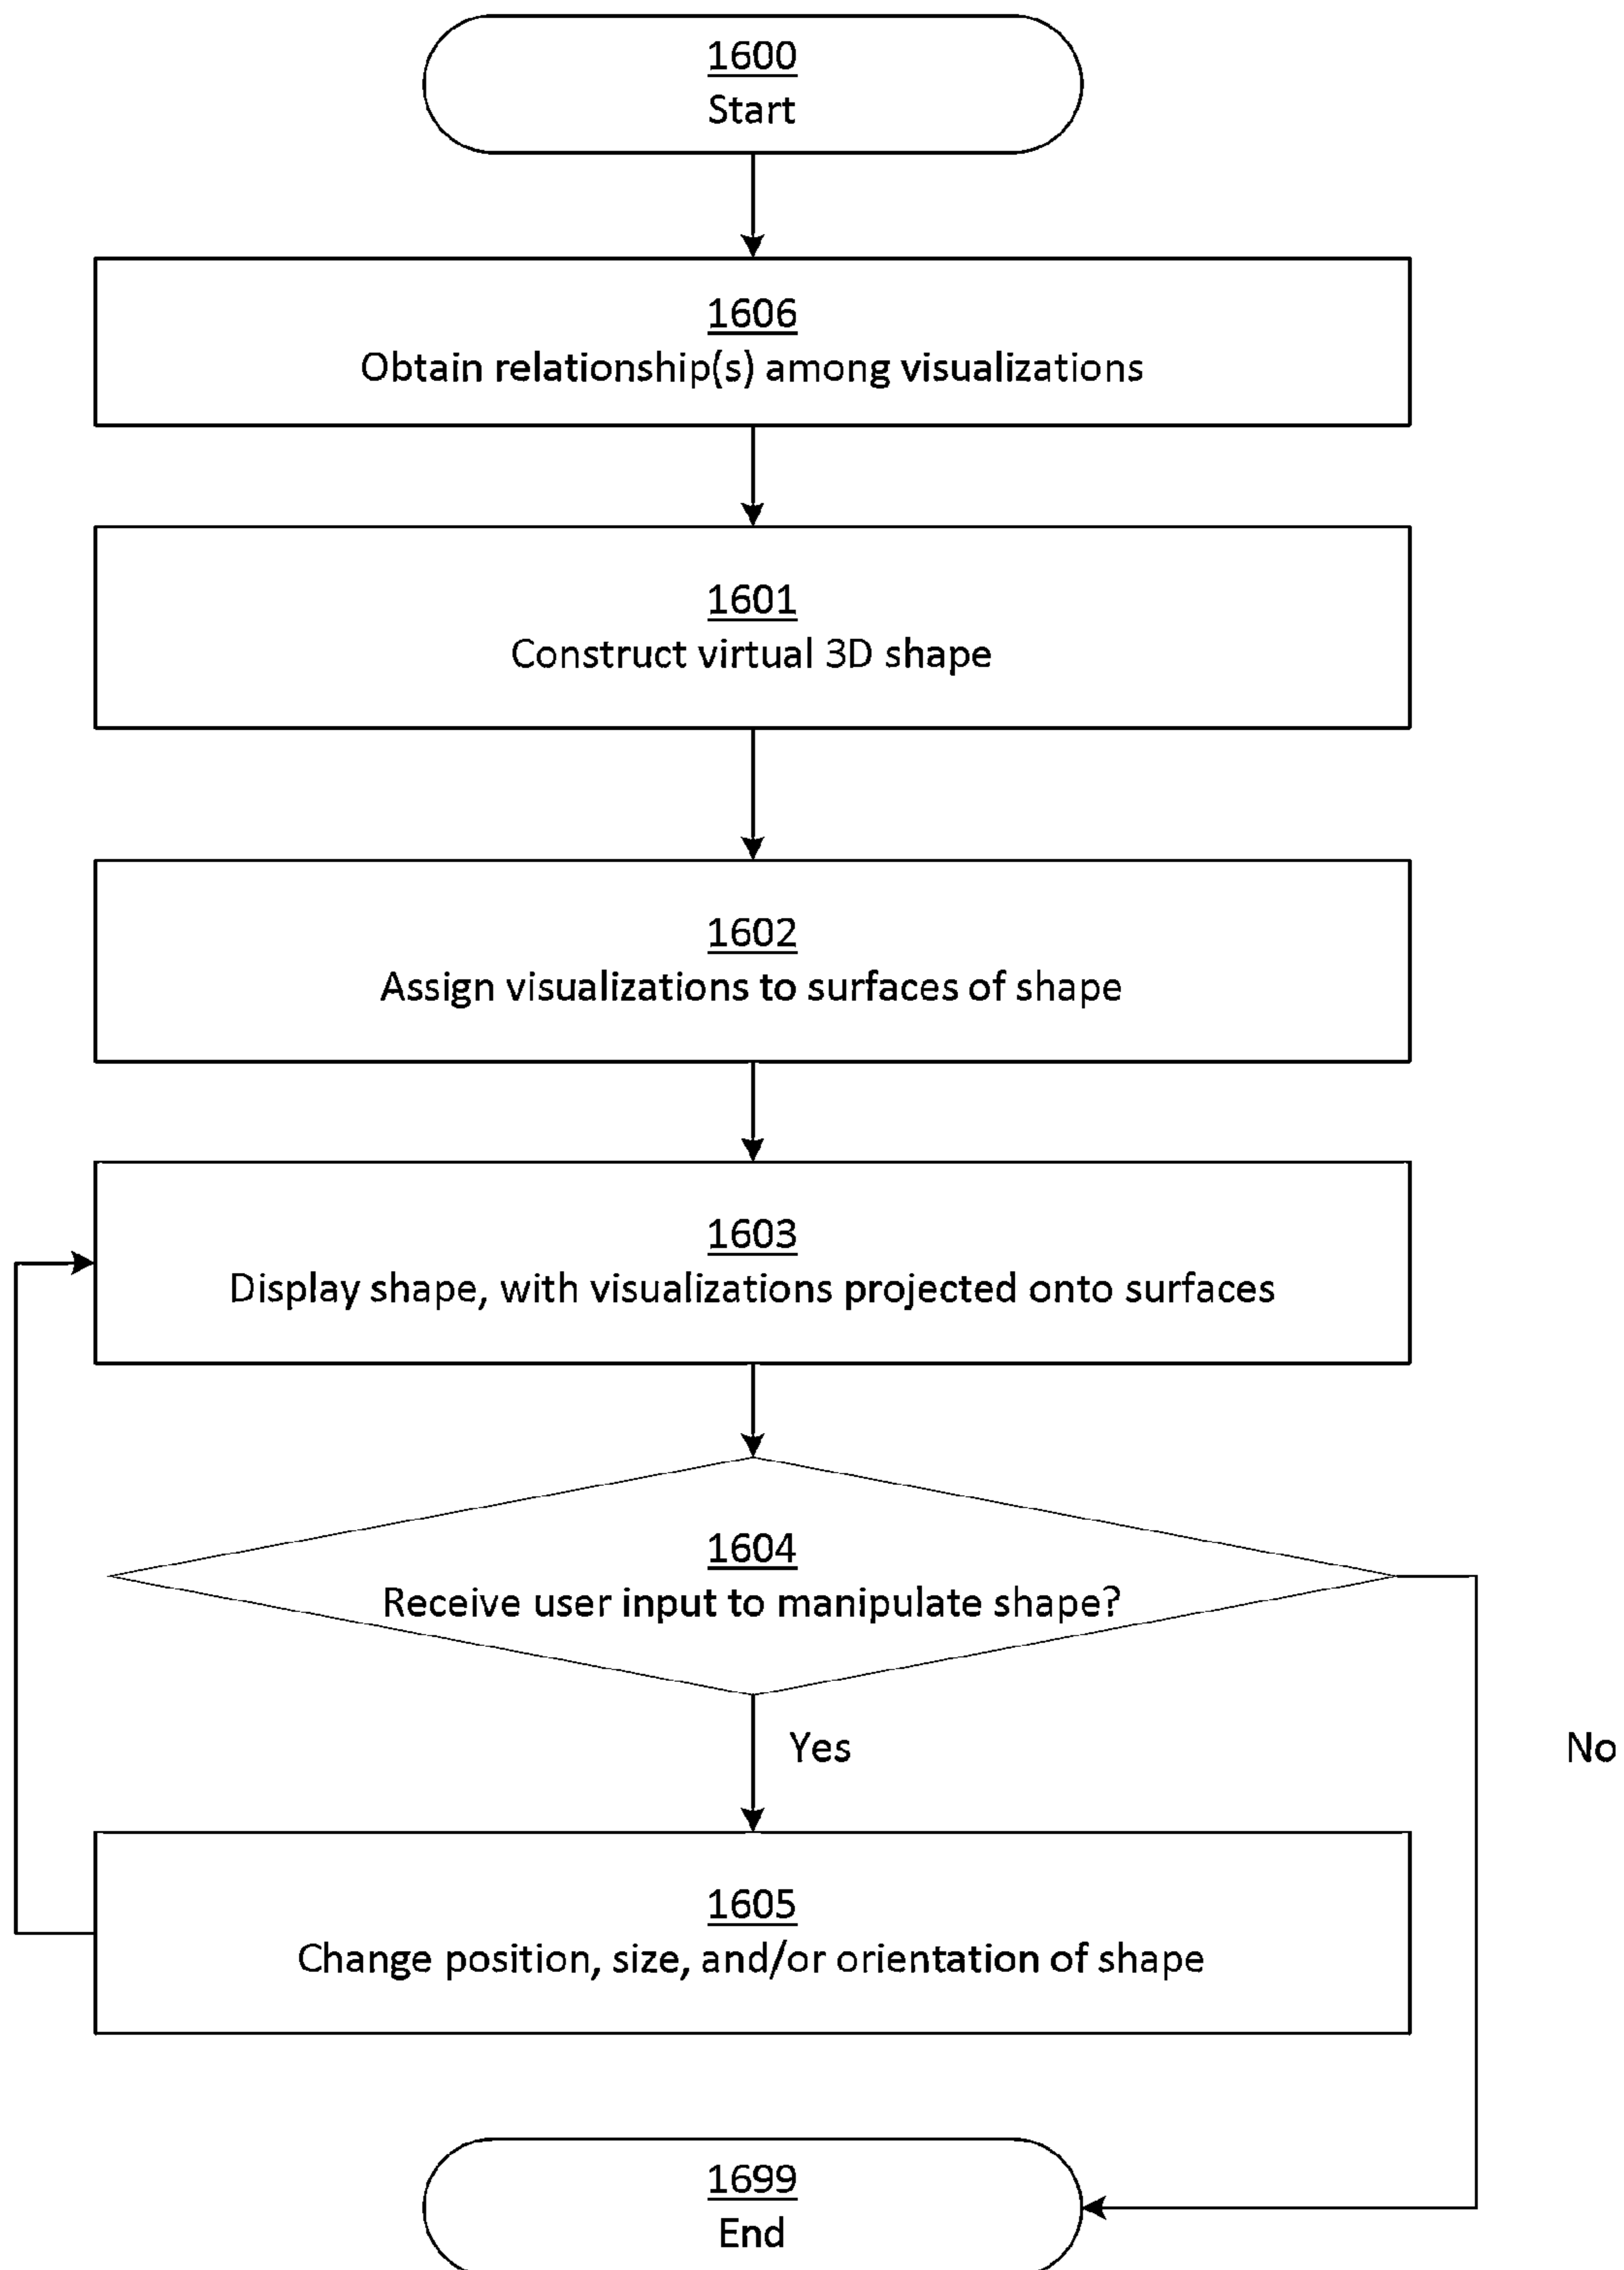 1600
Start
1606
Obtain relationship(s) among visualizations
1601
Construct virtual 3D shape
1602
Assign visualizations to surfaces of shape
1603
Display shape, with visualizations projected onto surfaces
1604
Receive user input to manipulate shape?
Yes
No
1605
Change position, size, and/or orientation of shape
1699
End